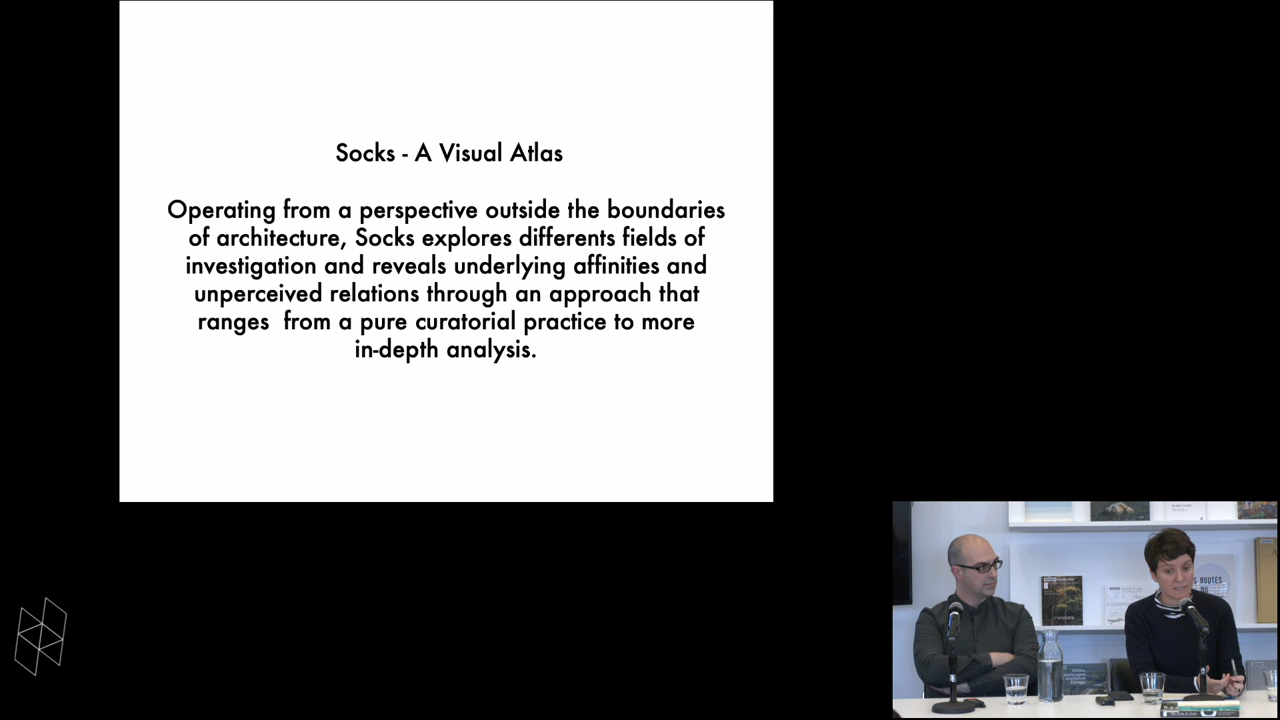 Socks - A Visual Atlas
Operating from a perspective outside the boundaries
of architecture, Socks explores differents fields of
investigation and reveals underlying affinities and
unperceived relations through an approach that
ranges  from a pure curatorial practice to more
in-depth analysis.
ROUTES